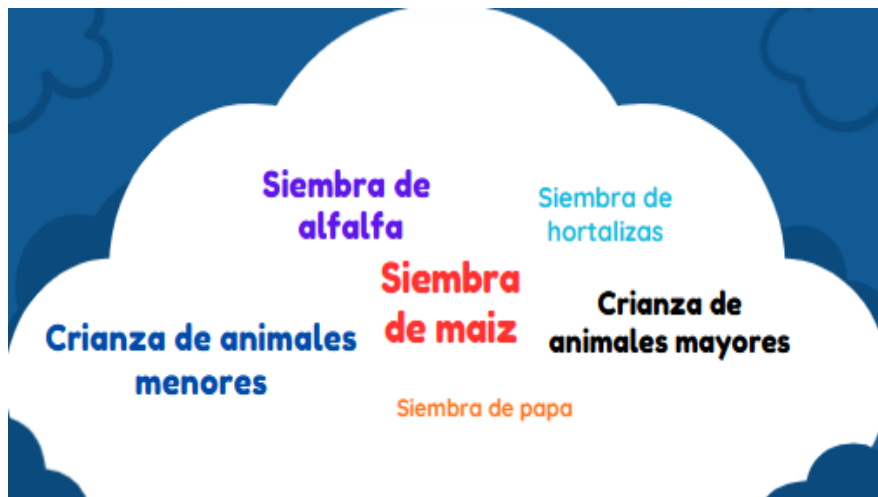 Siembra de
alfalfa
Siembra de
hortalizas
Siembra
de maiz
Crianza de
animales mayores
Crianza de animales
menores
Siembra de papa